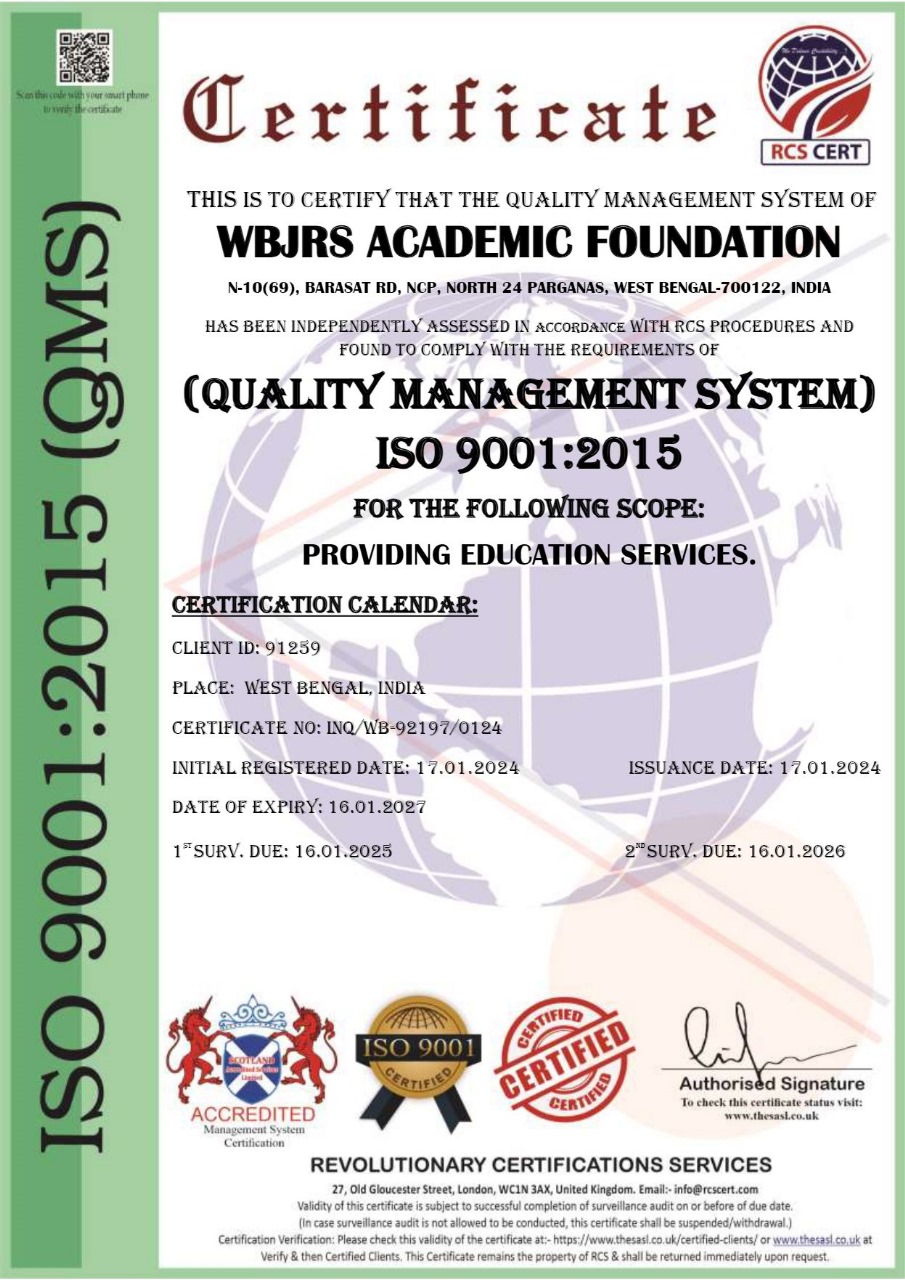 Scan this code with your smart phone
to verify the certificate
ISO 9001:2015 (QMS)
Certificate
We Deliver Credibility...!
RCS CERT
THIS IS TO CERTIFY THAT THE QUALITY MANAGEMENT SYSTEM OF
WBJRS ACADEMIC FOUNDATION
N-10(69), BARASAT RD, NCP, NORTH 24 PARGANAS, WEST BENGAL-700122, INDIA
HAS BEEN INDEPENDENTLY ASSESSED IN ACCORDANCE WITH RCS PROCEDURES AND
FOUND TO COMPLY WITH THE REQUIREMENTS OF
(QUALITY MANAGEMENT SYSTEM)
ISO 9001:2015
FOR THE FOLLOWING SCOPE:
PROVIDING EDUCATION SERVICES.
CERTIFICATION CALENDAR:
CLIENT ID: 91259
PLACE: WEST BENGAL, INDIA
CERTIFICATE NO: INQ/WB-92197/0124
INITIAL REGISTERED DATE: 17.01.2024 ISSUANCE DATE: 17.01.2024
DATE OF EXPIRY: 16.01.2027
1ST SURV. DUE: 16.01.2025 2ND SURV. DUE: 16.01.2026
SCOTLAND
Accredited Services
Limited
ACCREDITED
Management System
Certification
ISO 9001
CERTIFIED
CERTIFIED
CERTIFIED
CERTIFIED
Authorised Signature
To check this certificate status visit:
www.thesasl.co.uk
REVOLUTIONARY CERTIFICATIONS SERVICES
27, Old Gloucester Street, London, WC1N 3AX, United Kingdom. Email:- info@rcscert.com
Validity of this certificate is subject to successful completion of surveillance audit on or before of due date.
(In case surveillance audit is not allowed to be conducted, this certificate shall be suspended/withdrawal.)
Certification Verification: Please check this validity of the certificate at:- https://www.thesasl.co.uk/certified-clients/ or www.thesasl.co.uk at
Verify & then Certified Clients. This Certificate remains the property of RCS & shall be returned immediately upon request.